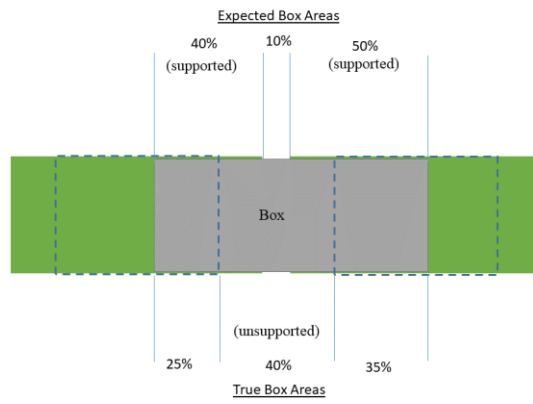 Expected Box Areas
40% 10% 50%
(supported) (supported)
Box
(unsupported)
25% 40% 35%
True Box Areas